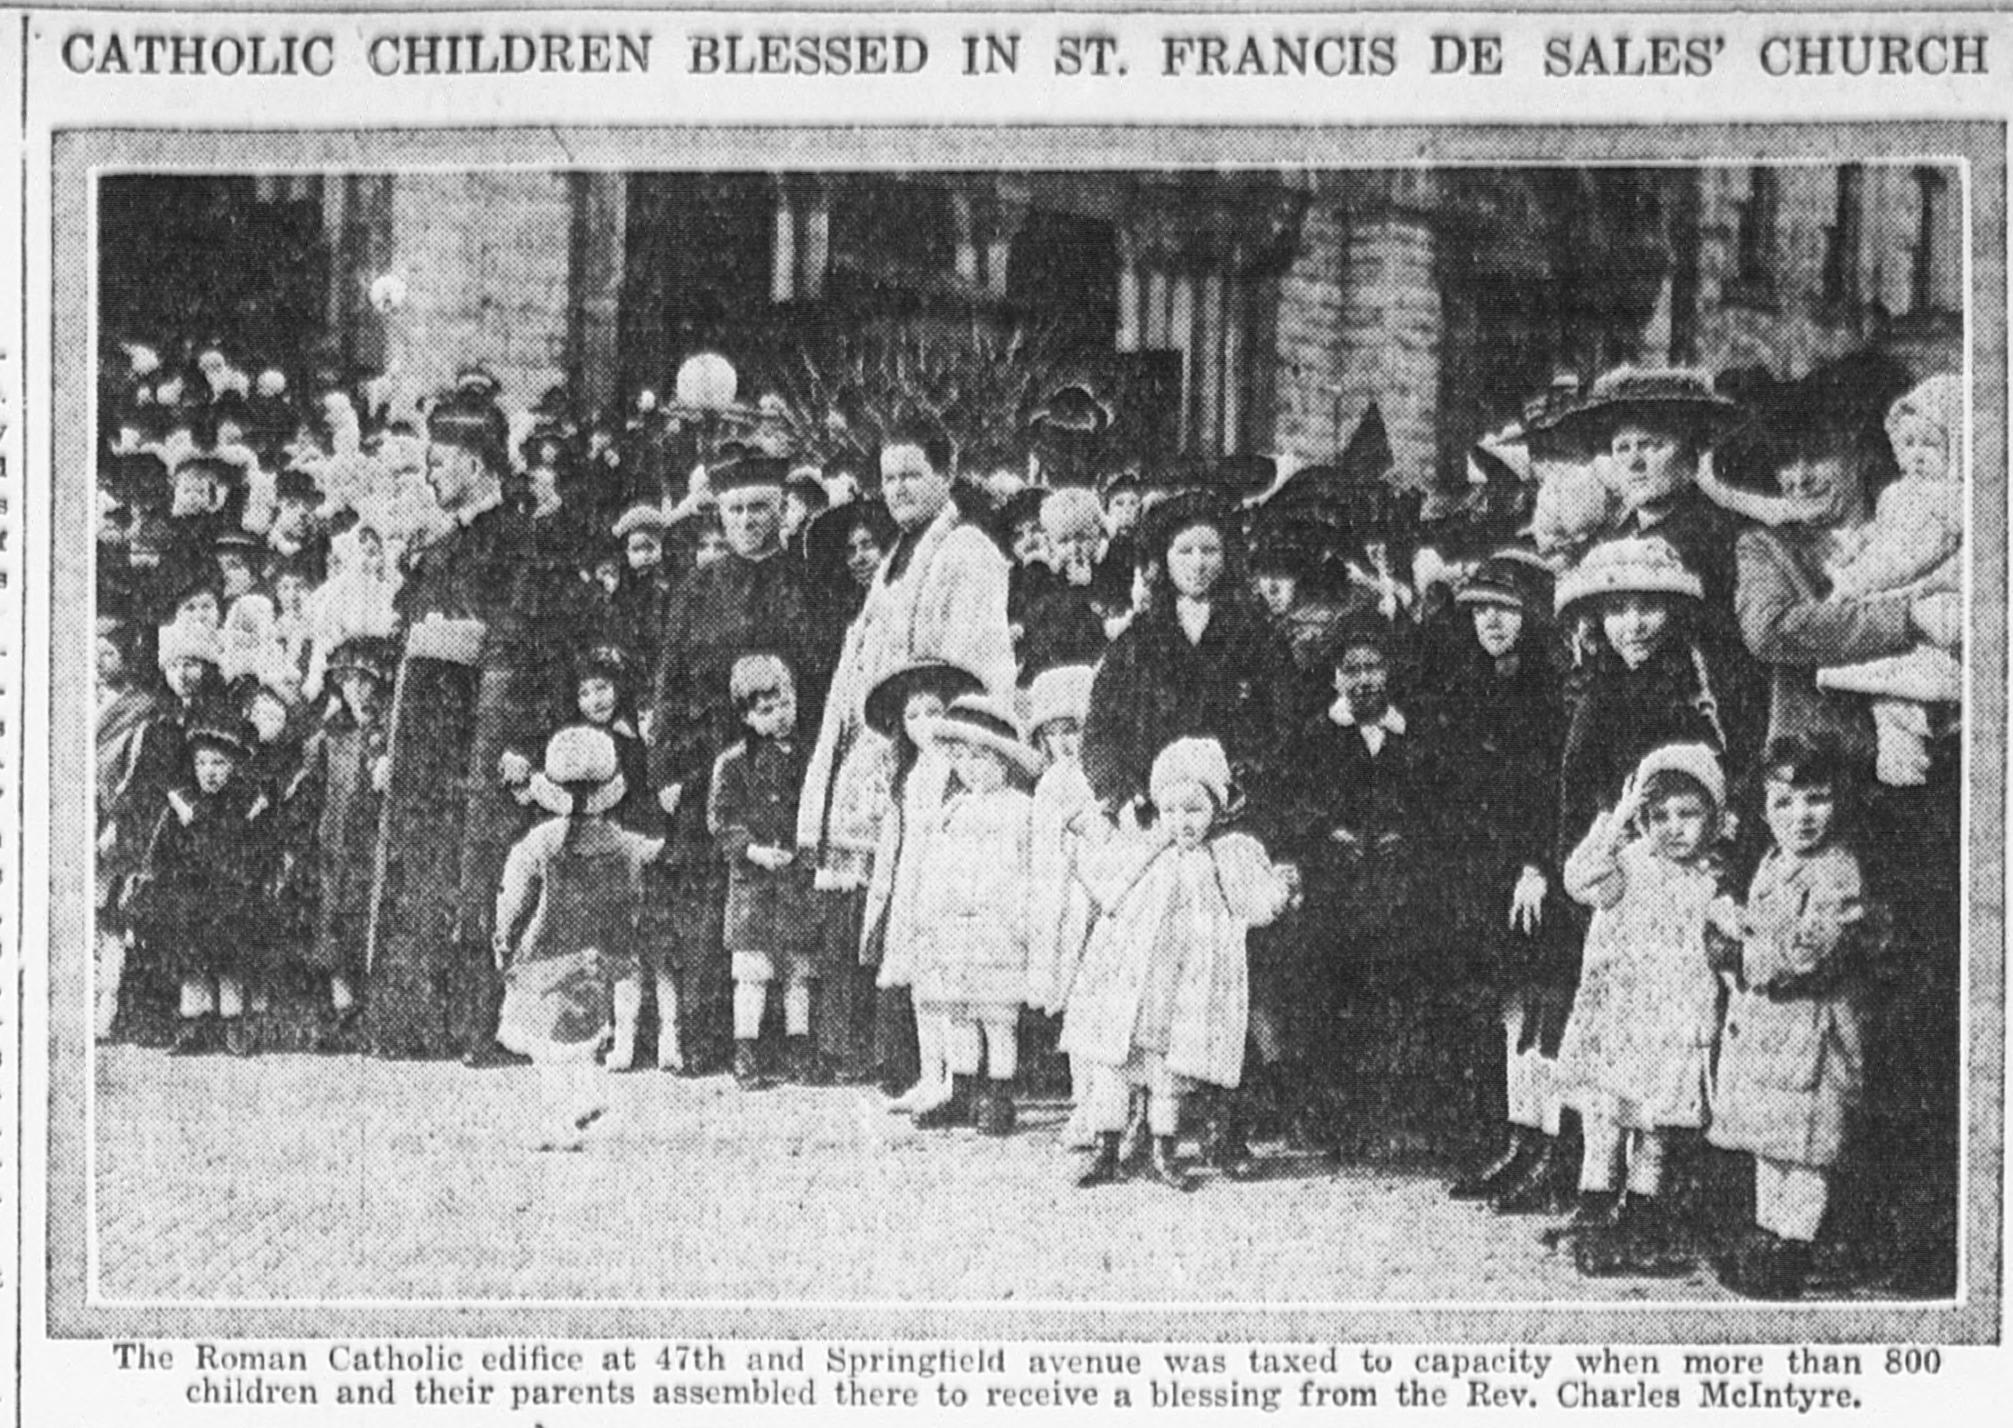 CATHOLIC CHILDREN BLESSED IN ST. FRANCIS DE SALES' CHURCH
The Roman Catholic edifice at 47th and Springfield avenue was taxed to capacity when more than 800
children and their parents assembled there to receive a blessing from the Rev. Charles McIntyre.